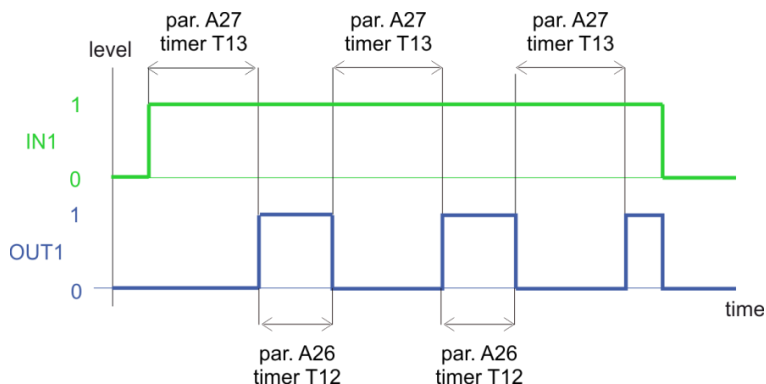 par. A27
timer T13
par. A27
timer T13
par. A27
timer T13
level
1
IN1
0
1
OUT1
0
time
par. A26
timer T12
par. A26
timer T12